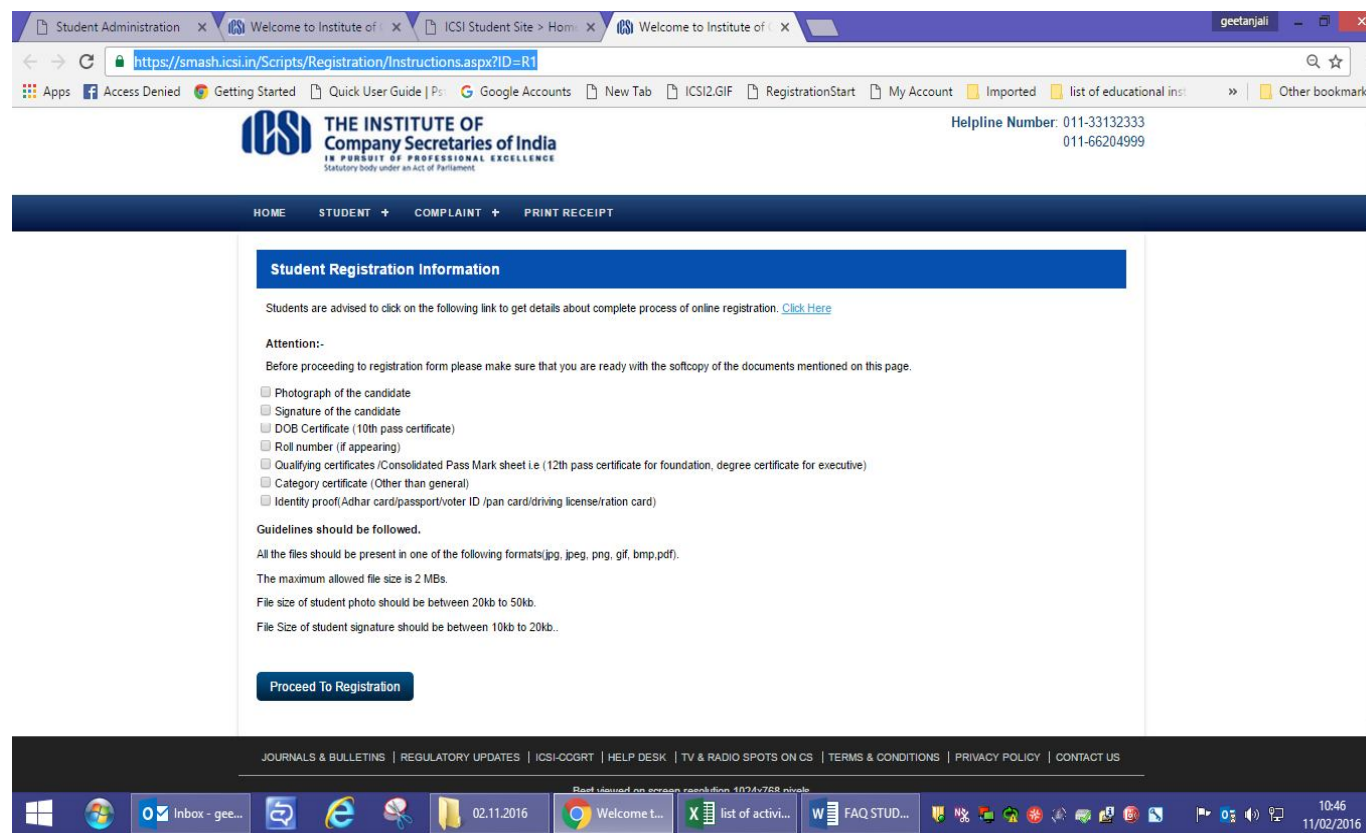 Student Administration
Welcome to Institute of
ICSI Student Site > Hom
Welcome to Institute of
geetanjali
https://smash.icsi.in/Scripts/Registration/Instructions.aspx?ID=R1
Apps Access Denied Getting Started Quick User Guide | Ps Google Accounts New Tab ICSI2.GIF RegistrationStart My Account Imported list of educational inst » Other bookmark
ICSI
THE INSTITUTE OF
Company Secretaries of India
IN PURSUIT OF PROFESSIONAL EXCELLENCE
Statutory body under an Act of Parliament
Helpline Number: 011-33132333
011-66204999
HOME STUDENT + COMPLAINT + PRINT RECEIPT
Student Registration Information
Students are advised to click on the following link to get details about complete process of online registration. Click Here
Attention:-
Before proceeding to registration form please make sure that you are ready with the softcopy of the documents mentioned on this page.
Photograph of the candidate
Signature of the candidate
DOB Certificate (10th pass certificate)
Roll number (if appearing)
Qualifying certificates /Consolidated Pass Mark sheet i.e (12th pass certificate for foundation, degree certificate for executive)
Category certificate (Other than general)
Identity proof(Adhar card/passport/voter ID /pan card/driving license/ration card)
Guidelines should be followed.
All the files should be present in one of the following formats(jpg, jpeg, png, gif, bmp,pdf).
The maximum allowed file size is 2 MBs.
File size of student photo should be between 20kb to 50kb.
File Size of student signature should be between 10kb to 20kb..
Proceed To Registration
JOURNALS & BULLETINS | REGULATORY UPDATES | ICSI-CCGRT | HELP DESK | TV & RADIO SPOTS ON CS | TERMS & CONDITIONS | PRIVACY POLICY | CONTACT US
Best viewed on screen resolution 1024x768 pixels
Inbox - gee... 02.11.2016 Welcome t... list of activi... FAQ STUD... 10:46
11/02/2016